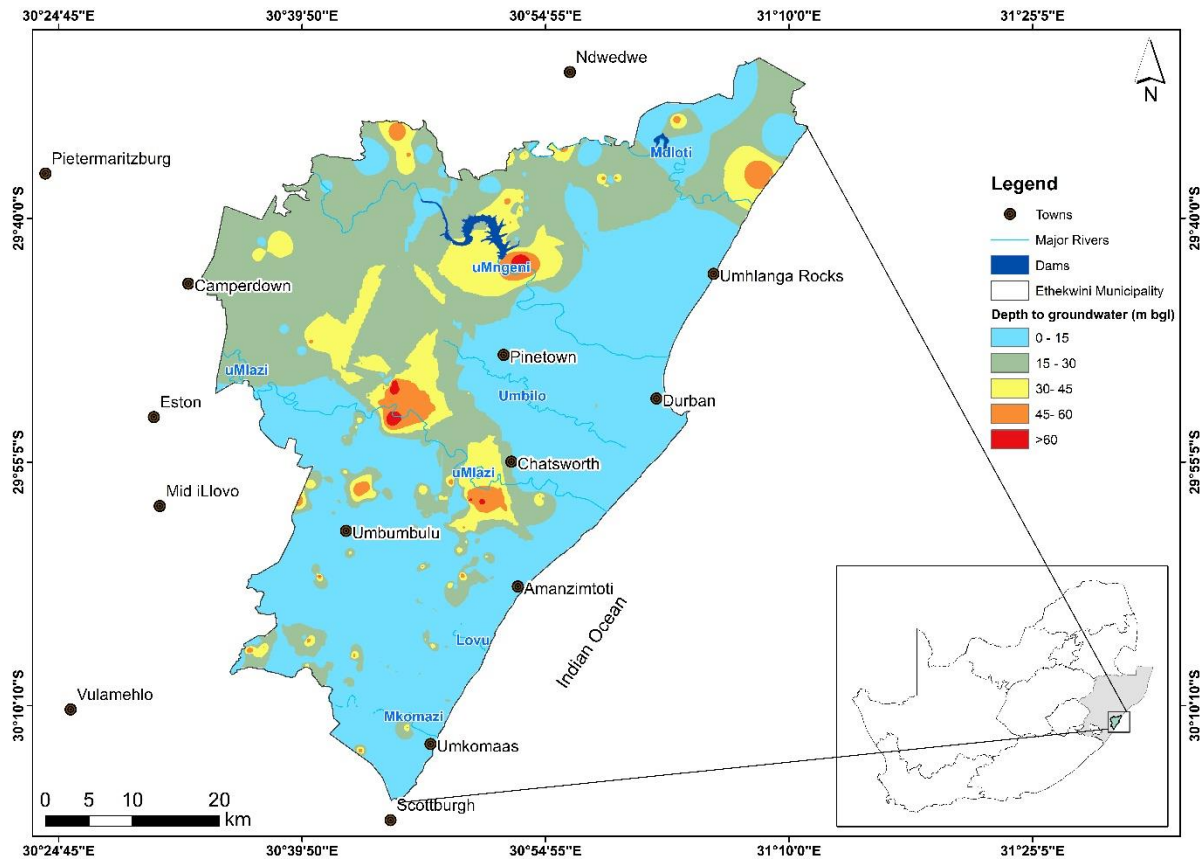 30°24'45"E
30°39'50"E
30°54'55"E
31°10'0"E
31°25'5"E
Ndwedwe
N
Pietermaritzburg
Mdloti
Legend
Towns
Major Rivers
Dams
Ethekwini Municipality
Depth to groundwater (m bgl)
0 - 15
15 - 30
30- 45
45- 60
>60
29°40'0"S
29°40'0"S
uMngeni
Umhlanga Rocks
Camperdown
Pinetown
uMlazi
Umbilo
Durban
Eston
29°55'5"S
29°55'5"S
Chatsworth
uMlazi
Mid iLlovo
Umbumbulu
Amanzimtoti
Indian Ocean
Lovu
Vulamehlo
30°10'10"S
30°10'10"S
Mkomazi
Umkomaas
Scottburgh
0 5 10 20
km
30°24'45"E
30°39'50"E
30°54'55"E
31°10'0"E
31°25'5"E